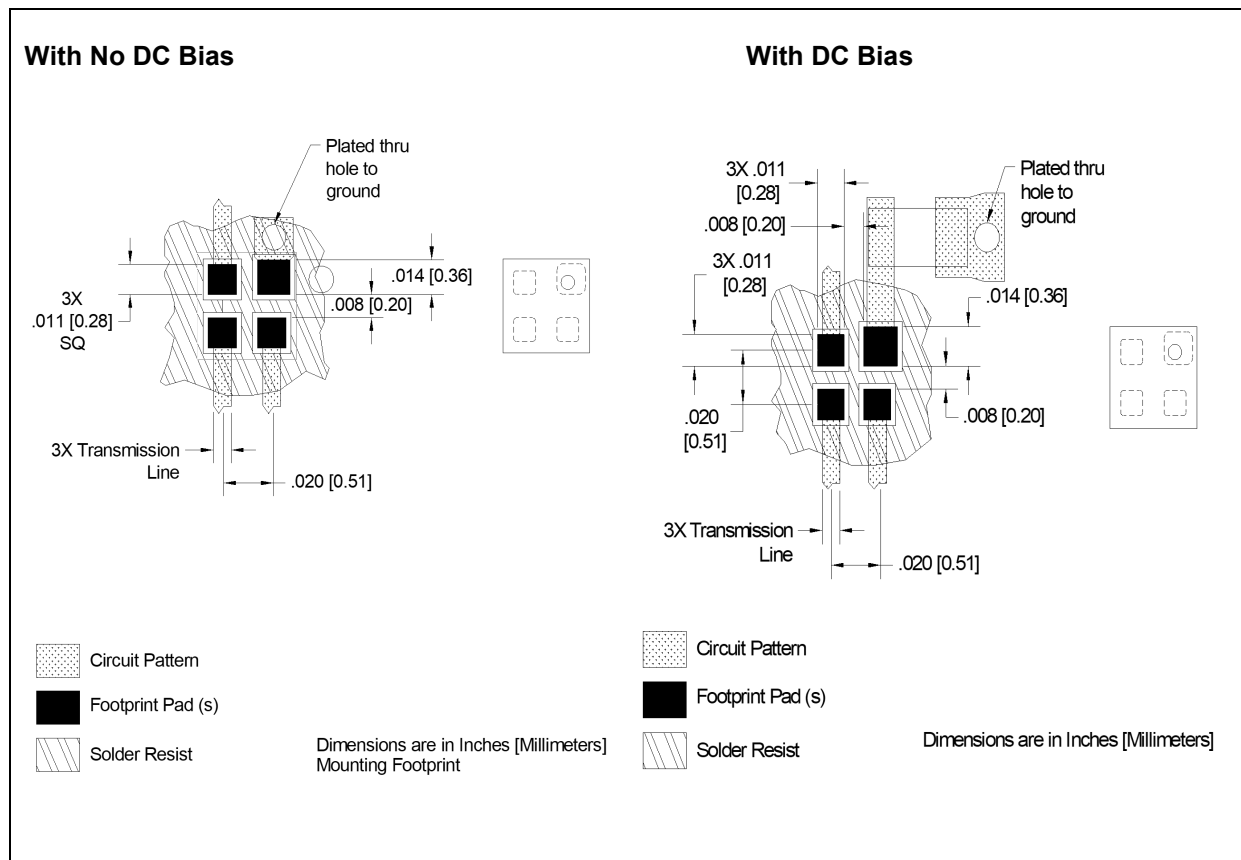 With No DC Bias
Plated thru
hole to
ground
.014 [0.36]
.008 [0.20]
3X
.011 [0.28]
SQ
3X Transmission
Line
.020 [0.51]
Circuit Pattern
Footprint Pad (s)
Solder Resist
Dimensions are in Inches [Millimeters]
Mounting Footprint
With DC Bias
3X .011
[0.28]
Plated thru
hole to
ground
.008 [0.20]
3X .011
[0.28]
.014 [0.36]
.020
[0.51]
.008 [0.20]
3X Transmission
Line
.020 [0.51]
Circuit Pattern
Footprint Pad (s)
Solder Resist
Dimensions are in Inches [Millimeters]